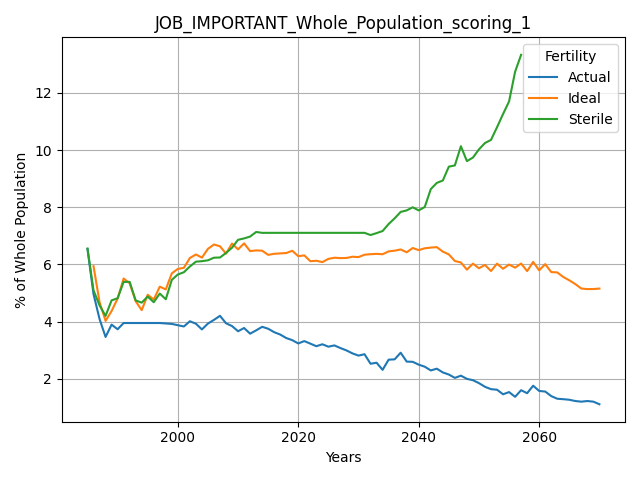 JOB_IMPORTANT_Whole_Population_scoring_1
Fertility
Actual
Ideal
Sterile
% of Whole Population
12
10
8
6
4
2
2000
2020
2040
2060
Years